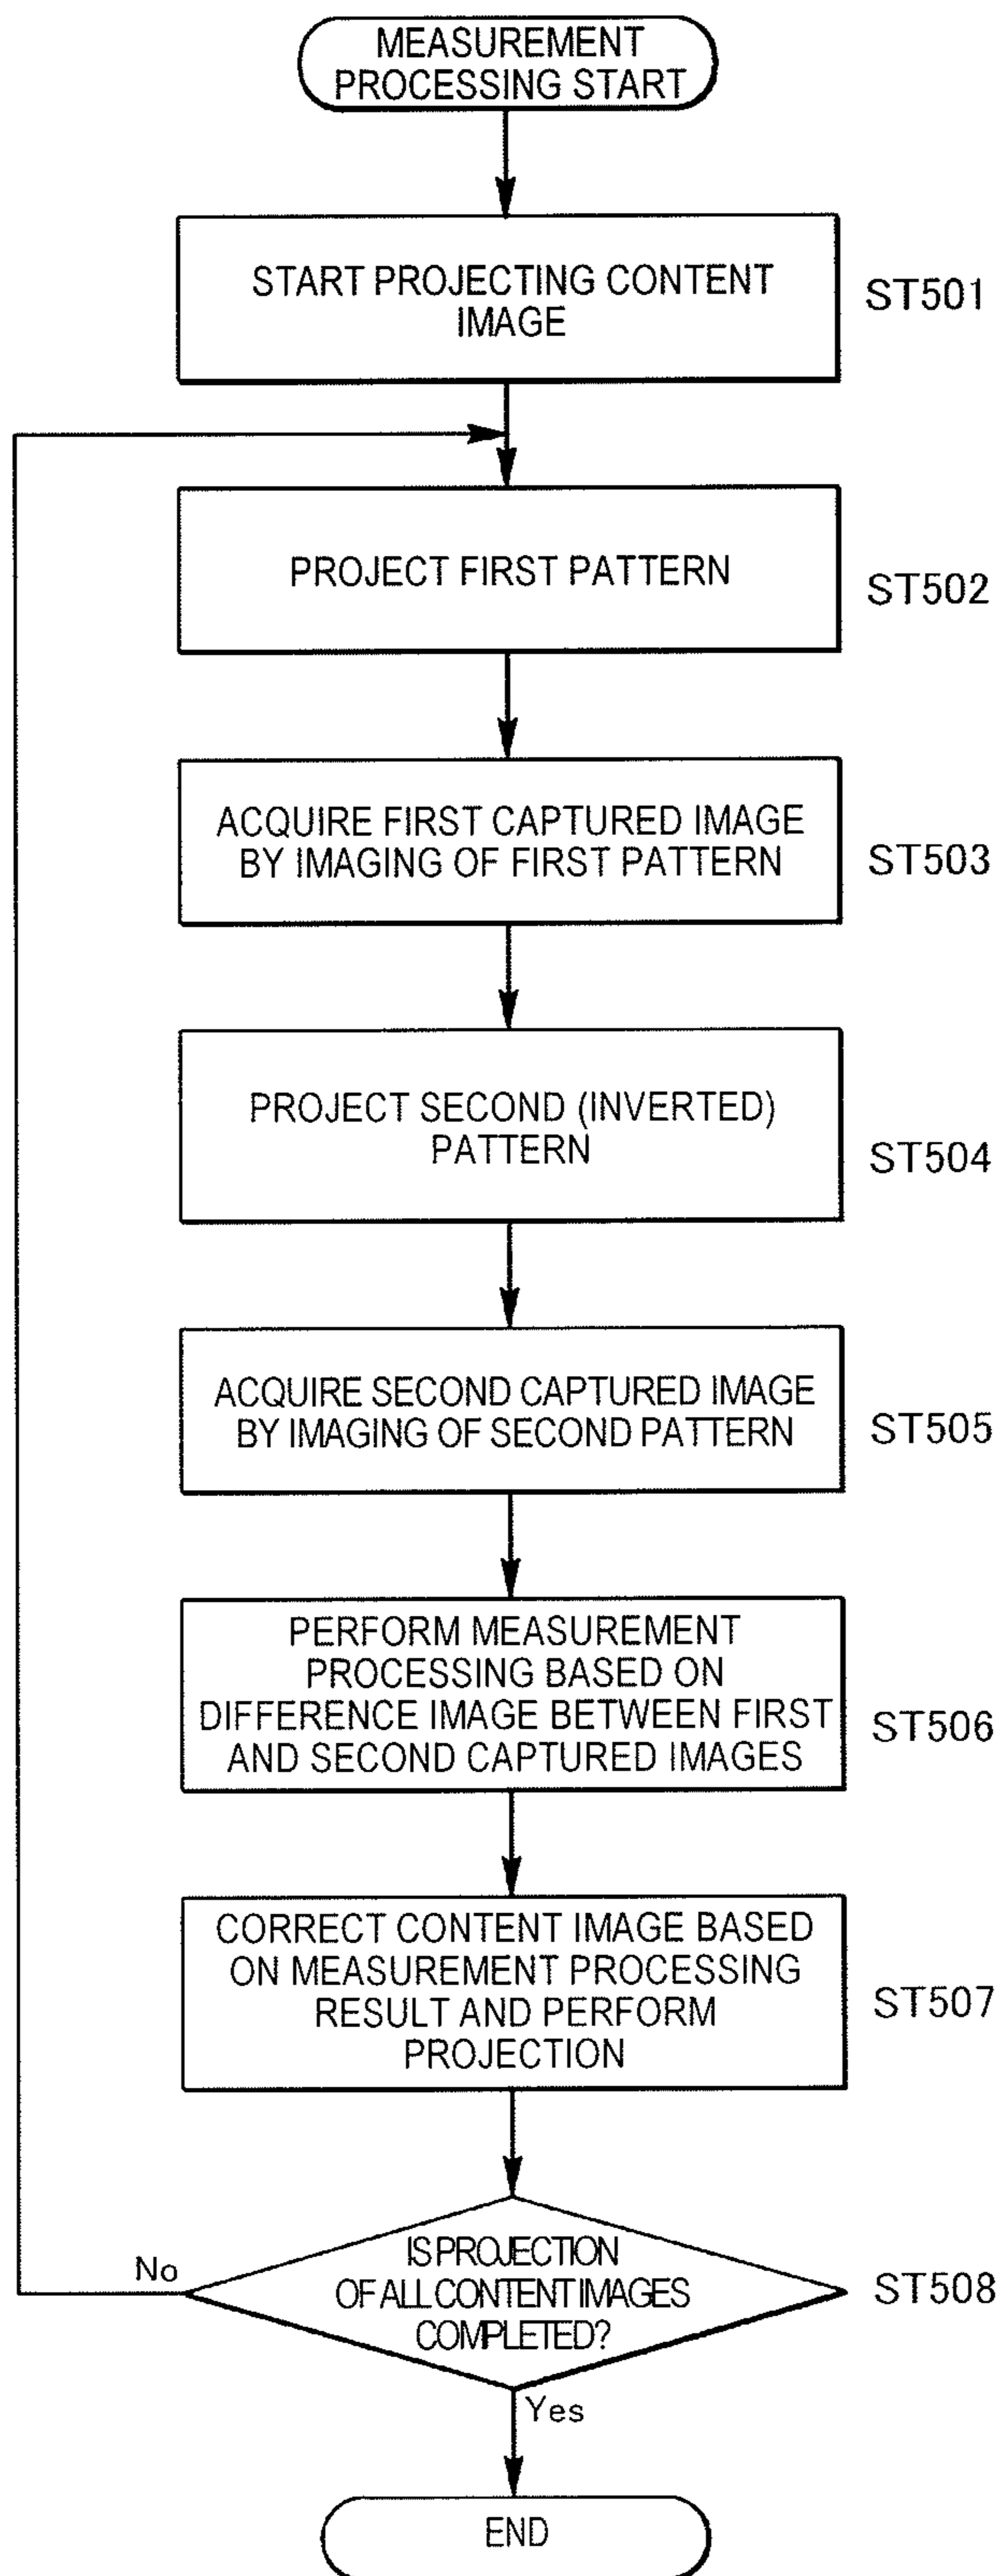 MEASUREMENT
PROCESSING START
START PROJECTING CONTENT
IMAGE
ST501
PROJECT FIRST PATTERN
ST502
ACQUIRE FIRST CAPTURED IMAGE
BY IMAGING OF FIRST PATTERN
ST503
PROJECT SECOND (INVERTED)
PATTERN
ST504
ACQUIRE SECOND CAPTURED IMAGE
BY IMAGING OF SECOND PATTERN
ST505
PERFORM MEASUREMENT
PROCESSING BASED ON
DIFFERENCE IMAGE BETWEEN FIRST
AND SECOND CAPTURED IMAGES
ST506
CORRECT CONTENT IMAGE BASED
ON MEASUREMENT PROCESSING
RESULT AND PERFORM
PROJECTION
ST507
No
IS PROJECTION
OF ALL CONTENT IMAGES
COMPLETED?
ST508
Yes
END